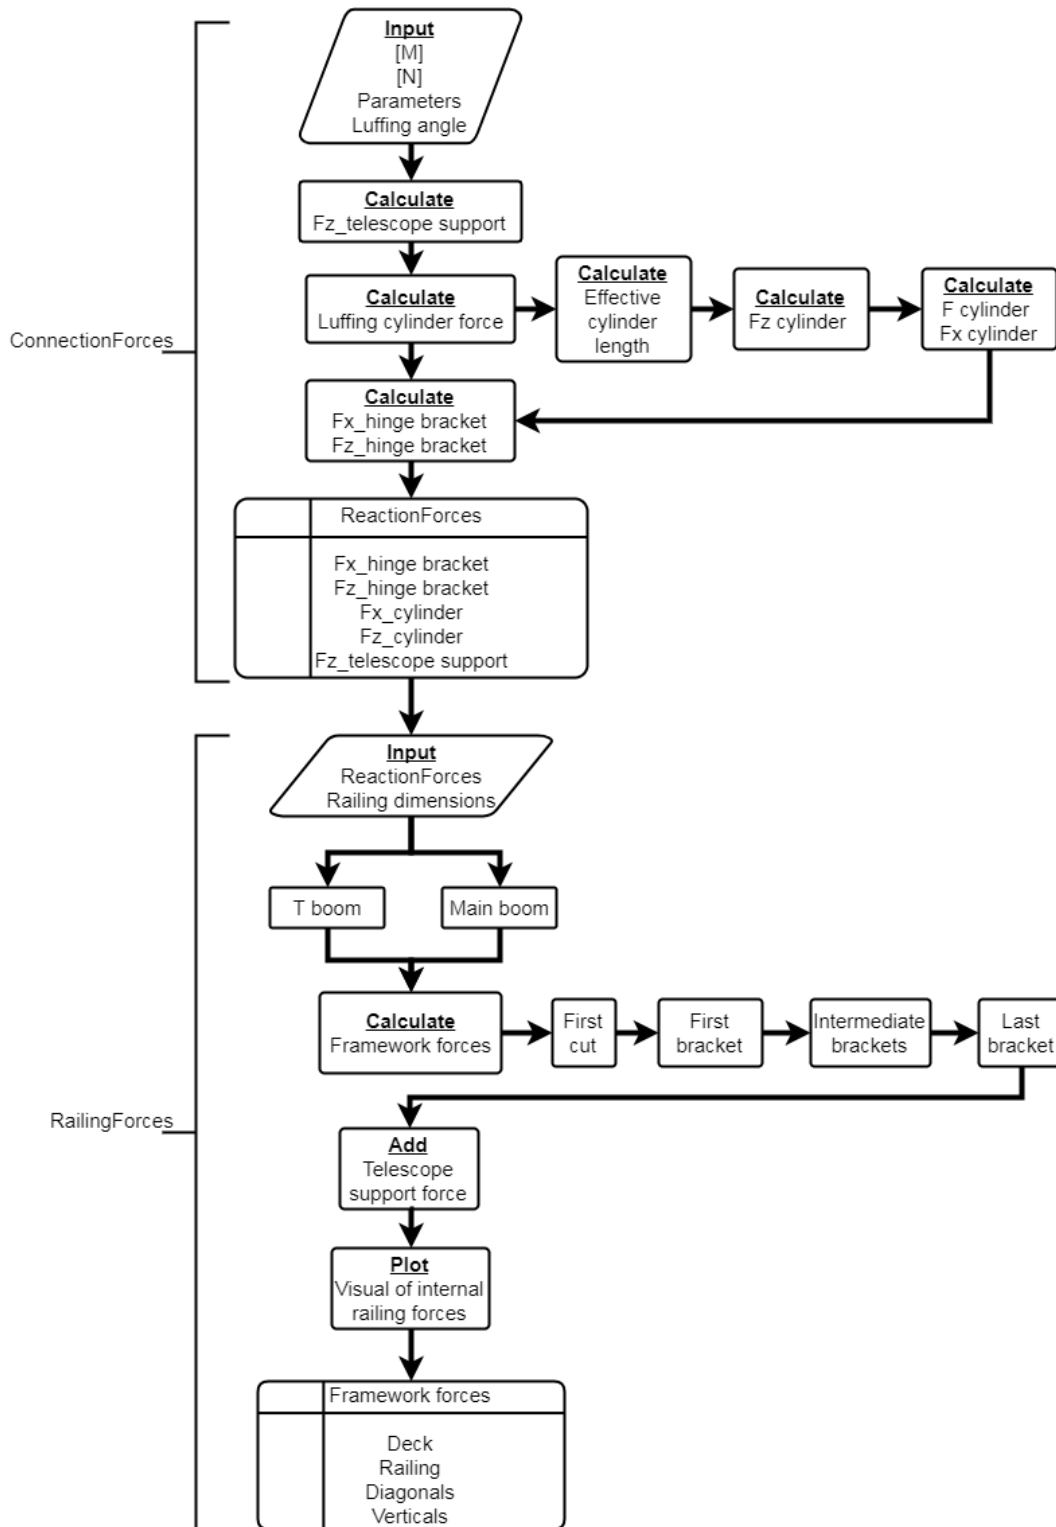 Input
[M]
[N]
Parameters
Luffing angle
Calculate
Fz_telescope support
Calculate
Luffing cylinder force
Calculate
Effective
cylinder
length
Calculate
Fz cylinder
Calculate
F cylinder
Fx cylinder
ConnectionForces
Calculate
Fx_hinge bracket
Fz_hinge bracket
ReactionForces
Fx_hinge bracket
Fz_hinge bracket
Fx_cylinder
Fz_cylinder
Fz_telescope support
Input
ReactionForces
Railing dimensions
T boom
Main boom
Calculate
Framework forces
First
cut
First
bracket
Intermediate
brackets
Last
bracket
RailingForces
Add
Telescope
support force
Plot
Visual of internal
railing forces
Framework forces
Deck
Railing
Diagonals
Verticals